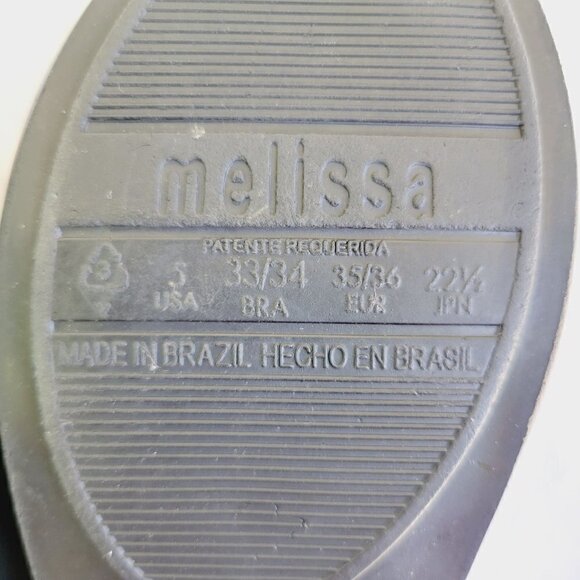 melissa
PATENTE REQUERIDA
3 5 33/34 35/36 22½
USA BRA EUR JPN
MADE IN BRAZIL HECHO EN BRASIL